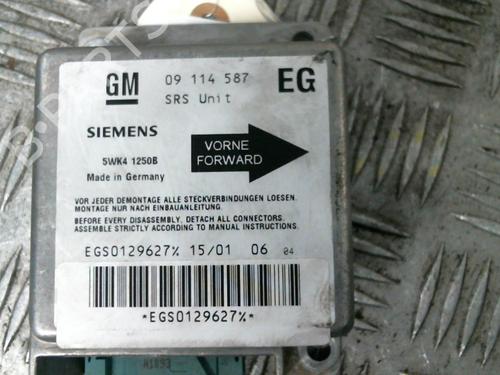 GM 09 114 587 EG
SRS Unit
SIEMENS
5WK4 1250B
Made in Germany
VORNE
FORWARD
VOR JEDER DEMONTAGE ALLE STECKVERBINDUNGEN LOESEN.
MONTAGE NUR NACH EINBAUANLEITUNG.
BEFORE EVERY DISASSEMBLY, DETACH ALL CONNECTORS.
ASSEMBLE STRICTLY ACCORDING TO MANUAL INSTRUCTIONS.
EGS0129627% 15/01 06 04
*EGS0129627%*